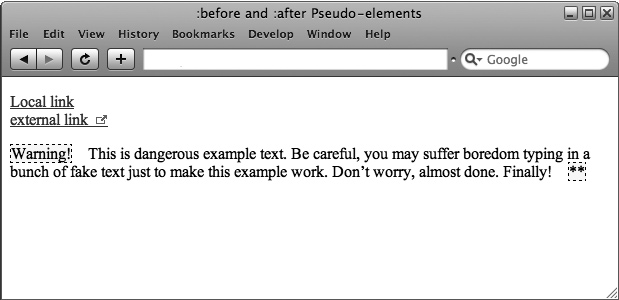 :before and :after Pseudo-elements
File Edit View History Bookmarks Develop Window Help
Google
Local link
external link
Warning! This is dangerous example text. Be careful, you may suffer boredom typing in a
bunch of fake text just to make this example work. Don’t worry, almost done. Finally! **